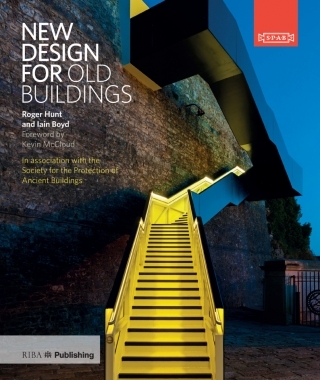 NEW
DESIGN
FOR OLD
BUILDINGS
Roger Hunt
and Iain Boyd
Foreword by
Kevin McCloud
In association with the
Society for the Protection of
Ancient Buildings
SPAB
RIBA Publishing